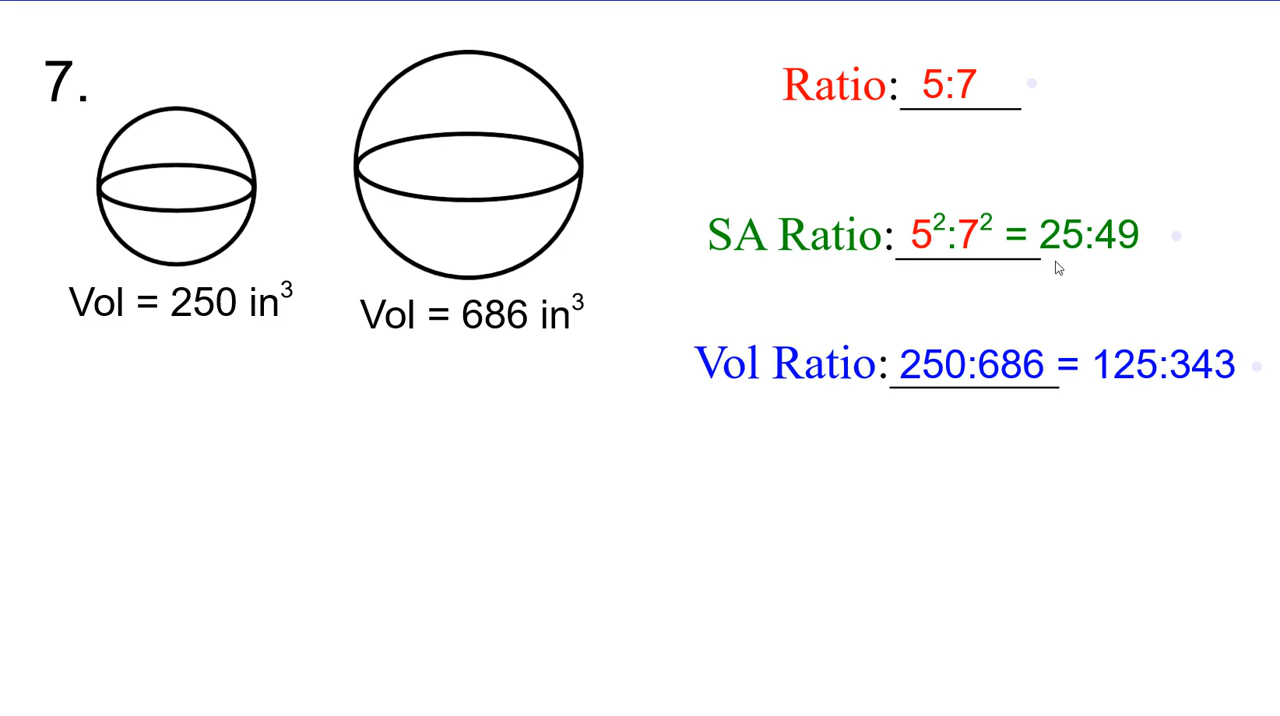 7.
Vol = 250 in³
Vol = 686 in³
Ratio: 5:7
SA Ratio: 5²:7² = 25:49
Vol Ratio: 250:686 = 125:343